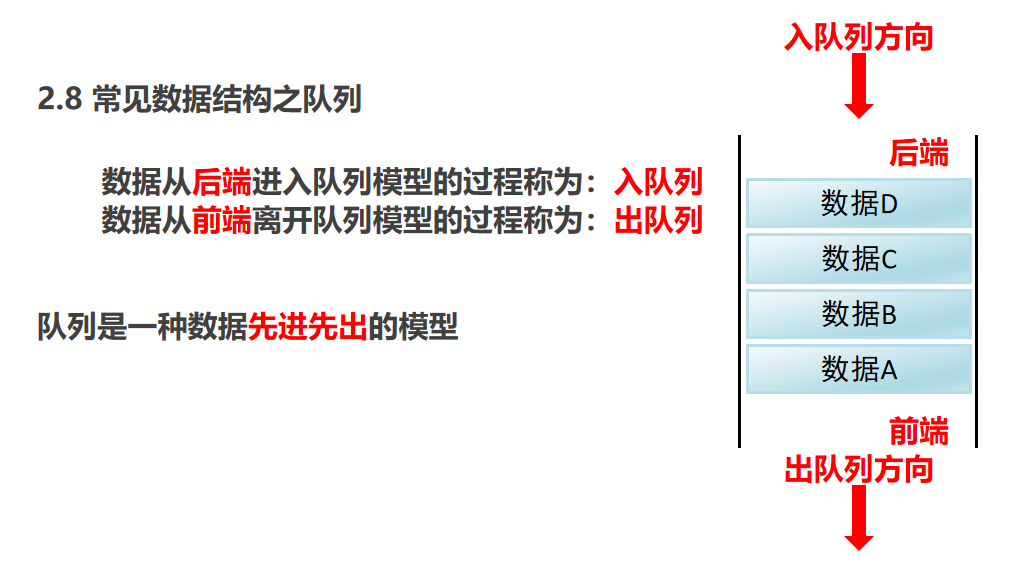 入队列方向
2.8 常见数据结构之队列
后端
数据从后端进入队列模型的过程称为：入队列
数据D
数据从前端离开队列模型的过程称为：出队列
数据C
数据B
队列是一种数据先进先出的模型
数据A
前端
出队列方向